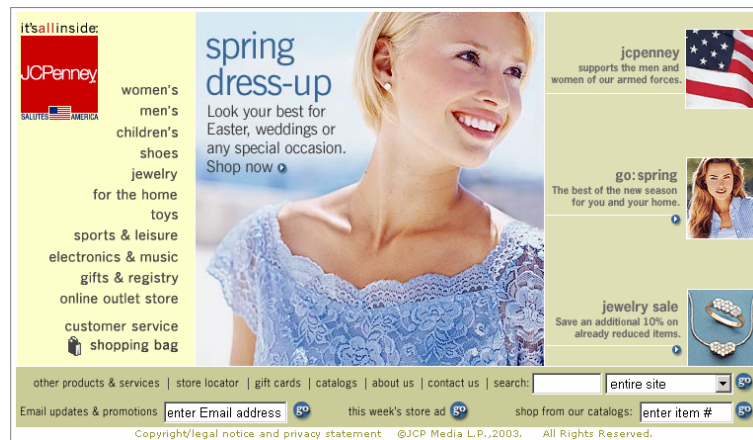 it'sallinside:
JCPenney
SALUTES AMERICA
women's
men's
children's
shoes
jewelry
for the home
toys
sports & leisure
electronics & music
gifts & registry
online outlet store
customer service
shopping bag
spring
dress-up
Look your best for
Easter, weddings or
any special occasion.
Shop now
jcpenney
supports the men and
women of our armed forces.
go:spring
The best of the new season
for you and your home.
jewelry sale
Save an additional 10% on
already reduced items.
other products & services | store locator | gift cards | catalogs | about us | contact us | search: entire site go
Email updates & promotions enter Email address go this week's store ad go shop from our catalogs: enter item # go
Copyright/legal notice and privacy statement ©JCP Media L.P.,2003. All Rights Reserved.